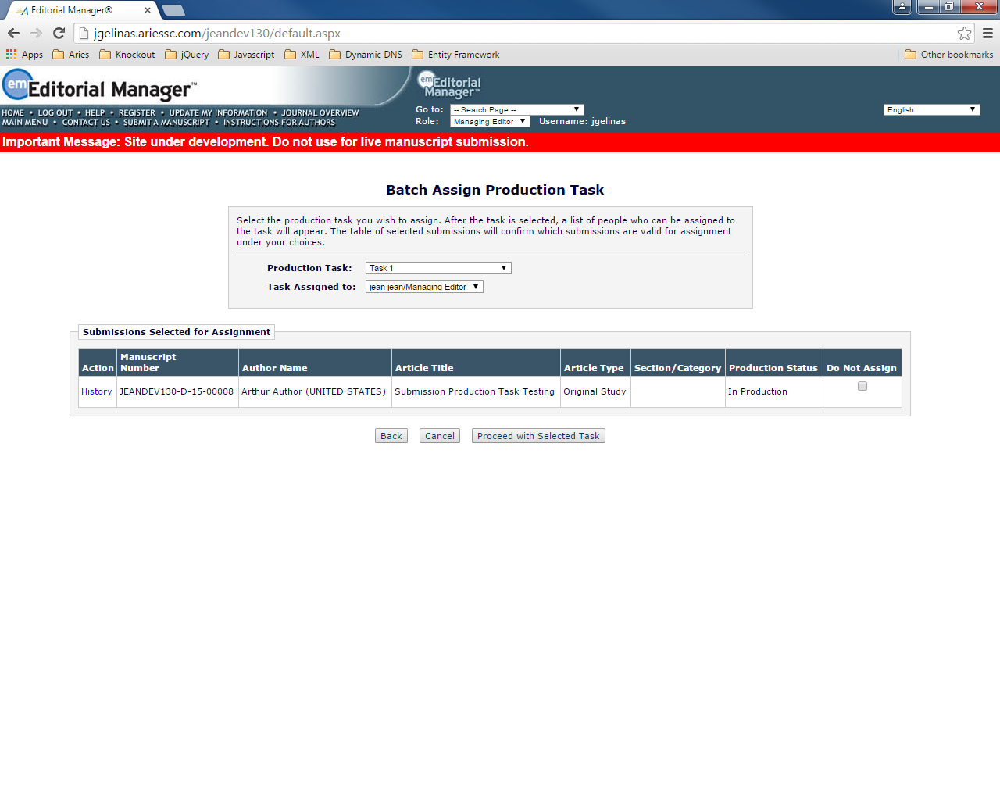 Editorial Manager®
jgelinas.ariessc.com/jeandev130/default.aspx
Apps Aries Knockout jQuery Javascript XML Dynamic DNS Entity Framework Other bookmarks
em Editorial Manager™
em Editorial Manager™
HOME • LOG OUT • HELP • REGISTER • UPDATE MY INFORMATION • JOURNAL OVERVIEW
MAIN MENU • CONTACT US • SUBMIT A MANUSCRIPT • INSTRUCTIONS FOR AUTHORS
Go to: -- Search Page -- English
Role: Managing Editor Username: jgelinas
Important Message: Site under development. Do not use for live manuscript submission.
Batch Assign Production Task
Select the production task you wish to assign. After the task is selected, a list of people who can be assigned to
the task will appear. The table of selected submissions will confirm which submissions are valid for assignment
under your choices.
Production Task: Task 1
Task Assigned to: jean jean/Managing Editor
Submissions Selected for Assignment
Action Manuscript Number Author Name Article Title Article Type Section/Category Production Status Do Not Assign
History JEANDEV130-D-15-00008 Arthur Author (UNITED STATES) Submission Production Task Testing Original Study In Production
Back Cancel Proceed with Selected Task